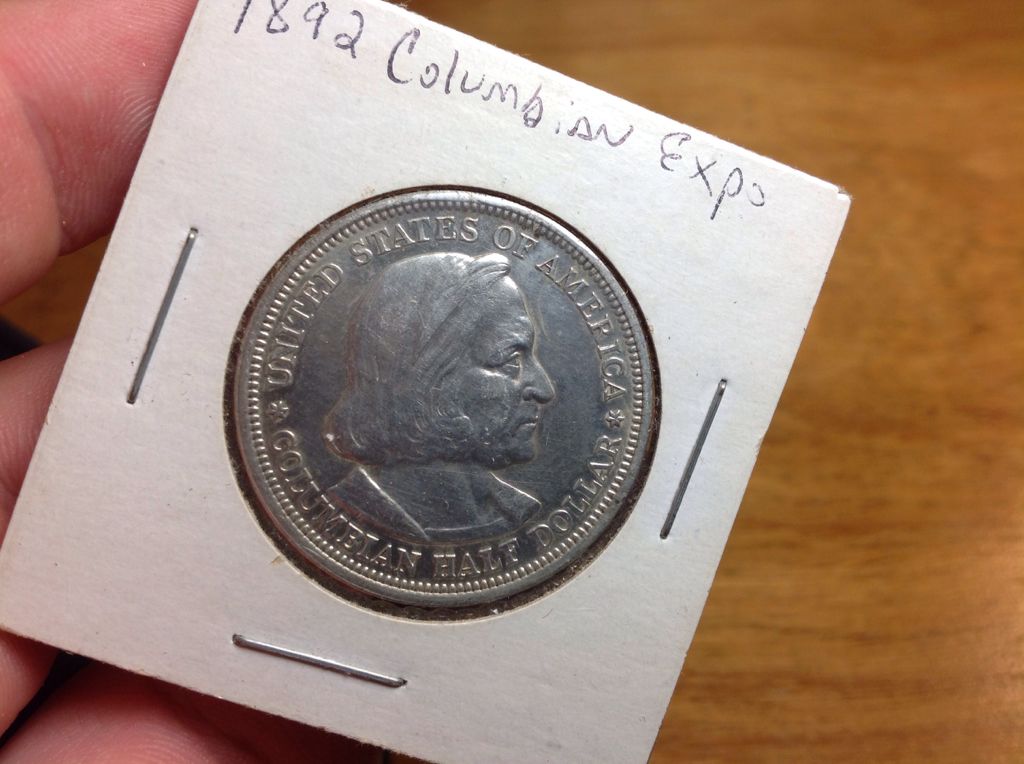 1892 Columbian Expo
UNITED STATES OF AMERICA
COLUMBIAN HALF DOLLAR